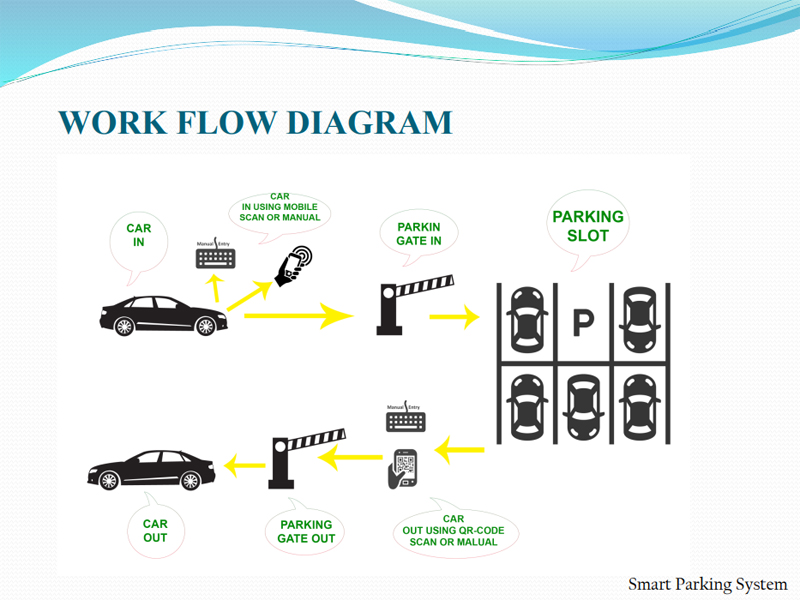 WORK FLOW DIAGRAM
CAR
IN
CAR
IN USING MOBILE
SCAN OR MANUAL
Manual Entry
PARKIN
GATE IN
PARKING
SLOT
P
Manual Entry
CAR
OUT
PARKING
GATE OUT
CAR
OUT USING QR-CODE
SCAN OR MALUAL
Smart Parking System